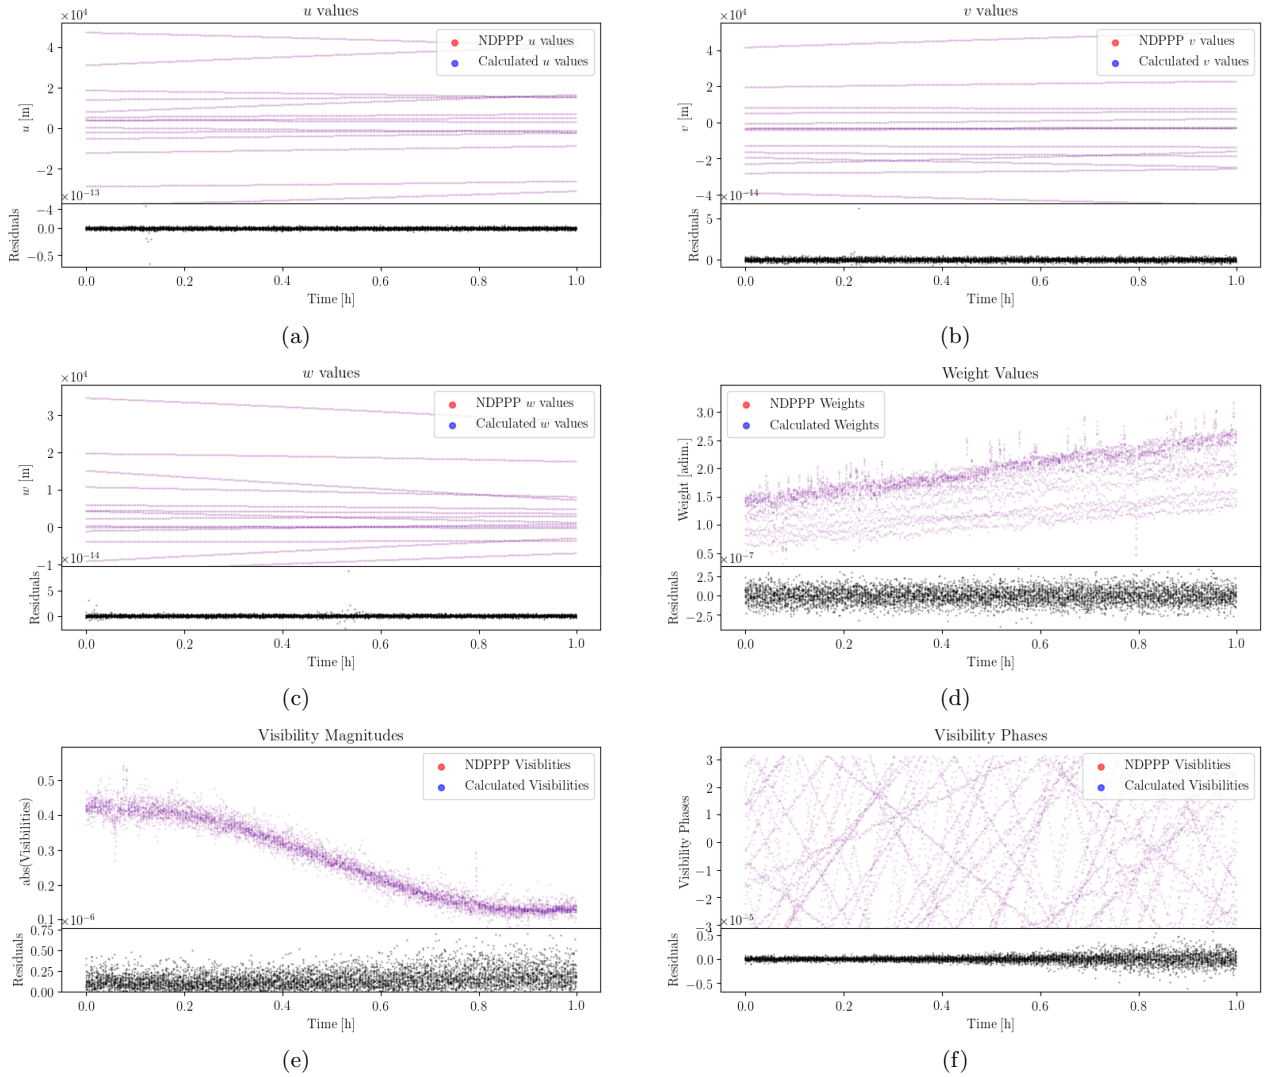 u values
×10⁴
NDPPP u values
Calculated u values
4
2
0
−2
u [m]
×10⁻¹³
−4
0.0
−0.5
Residuals
0.0 0.2 0.4 0.6 0.8 1.0
Time [h]
(a)
v values
×10⁴
NDPPP v values
Calculated v values
4
2
0
−2
−4
v [m]
×10⁻¹⁴
5
0
Residuals
0.0 0.2 0.4 0.6 0.8 1.0
Time [h]
(b)
w values
×10⁴
NDPPP w values
Calculated w values
3
2
1
0
−1
w [m]
×10⁻¹⁴
5
0
Residuals
0.0 0.2 0.4 0.6 0.8 1.0
Time [h]
(c)
Weight Values
NDPPP Weights
Calculated Weights
3.0
2.5
2.0
1.5
1.0
0.5
Weight [adim.]
×10⁻⁷
2.5
0.0
−2.5
Residuals
0.0 0.2 0.4 0.6 0.8 1.0
Time [h]
(d)
Visibility Magnitudes
NDPPP Visiblities
Calculated Visibilities
0.5
0.4
0.3
0.2
0.1
abs(Visibilities)
×10⁻⁶
0.75
0.50
0.25
0.00
Residuals
0.0 0.2 0.4 0.6 0.8 1.0
Time [h]
(e)
Visibility Phases
NDPPP Visiblities
Calculated Visibilities
3
2
1
0
−1
−2
−3
Visibility Phases
×10⁻⁵
0.5
0.0
−0.5
Residuals
0.0 0.2 0.4 0.6 0.8 1.0
Time [h]
(f)